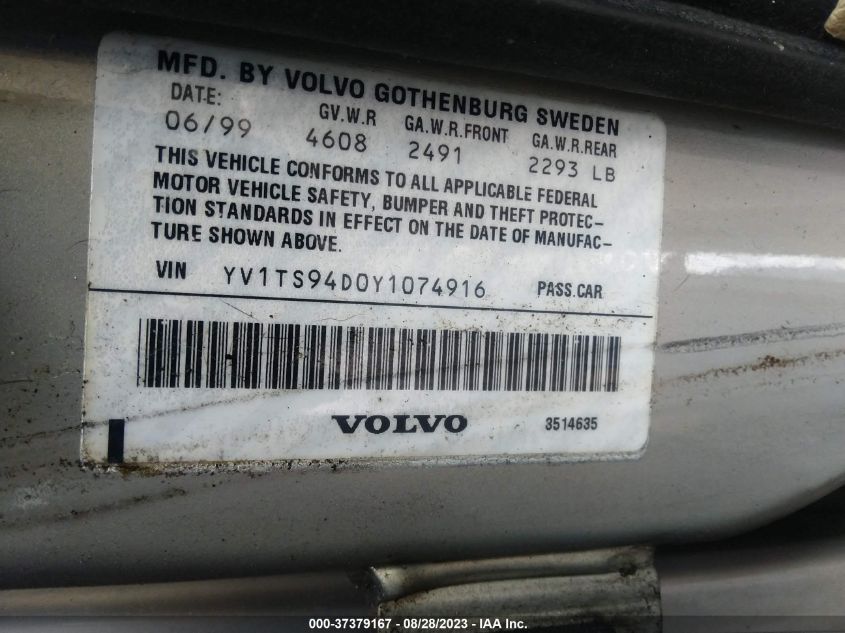 MFD. BY VOLVO GOTHENBURG SWEDEN
DATE: GV.W.R GA.W.R.FRONT GA.W.R.REAR
06/99 4608 2491 2293 LB
THIS VEHICLE CONFORMS TO ALL APPLICABLE FEDERAL
MOTOR VEHICLE SAFETY, BUMPER AND THEFT PROTEC-
TION STANDARDS IN EFFECT ON THE DATE OF MANUFAC-
TURE SHOWN ABOVE.
VIN YV1TS94D0Y1074916 PASS.CAR
VOLVO 3514635
000-37379167 - 08/28/2023 - IAA Inc.